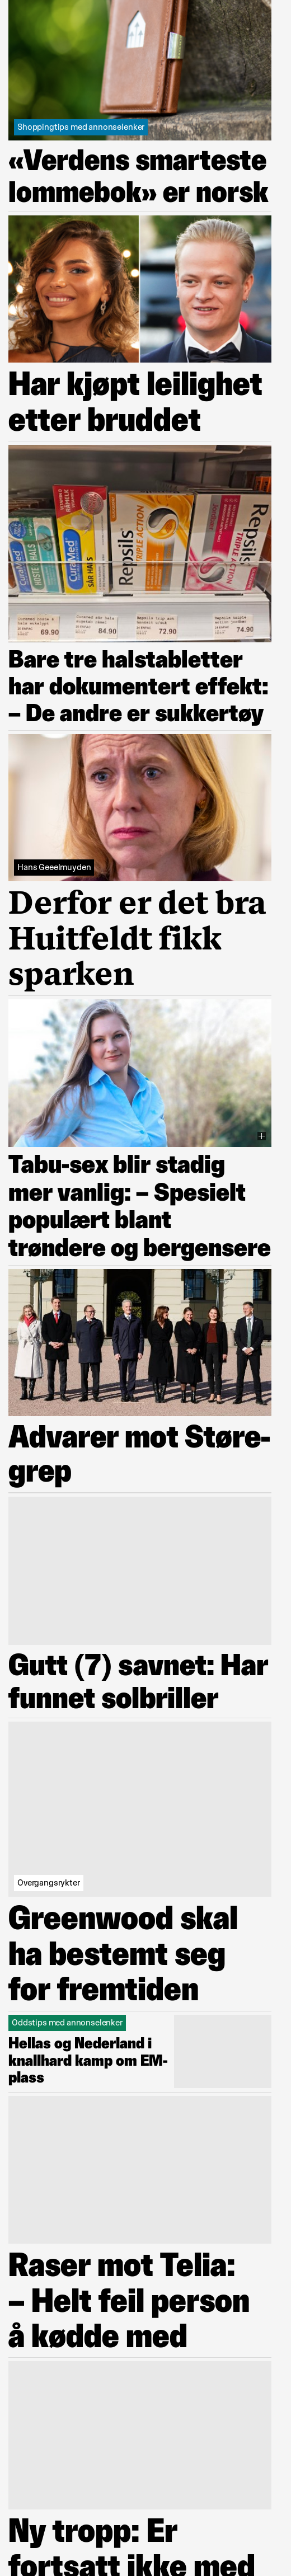 Shoppingtips med annonselenker
«Verdens smarteste
lommebok» er norsk
Har kjøpt leilighet
etter bruddet
CuraMed
HOSTE HALS
CuraMed
SÅR HALS
Repsils
TRIPLE ACTION
Repsils
TRIPLE ACTION
69.90
84.90
72.90
74.90
Bare tre halstabletter
har dokumentert effekt:
– De andre er sukkertøy
Hans Geeelmuyden
Derfor er det bra
Huitfeldt fikk
sparken
Tabu-sex blir stadig
mer vanlig: – Spesielt
populært blant
trøndere og bergensere
Advarer mot Støre-
grep
Gutt (7) savnet: Har
funnet solbriller
Overgangsrykter
Greenwood skal
ha bestemt seg
for fremtiden
Oddstips med annonselenker
Hellas og Nederland i
knallhard kamp om EM-
plass
Raser mot Telia:
– Helt feil person
å kødde med
Ny tropp: Er
fortsatt ikke med